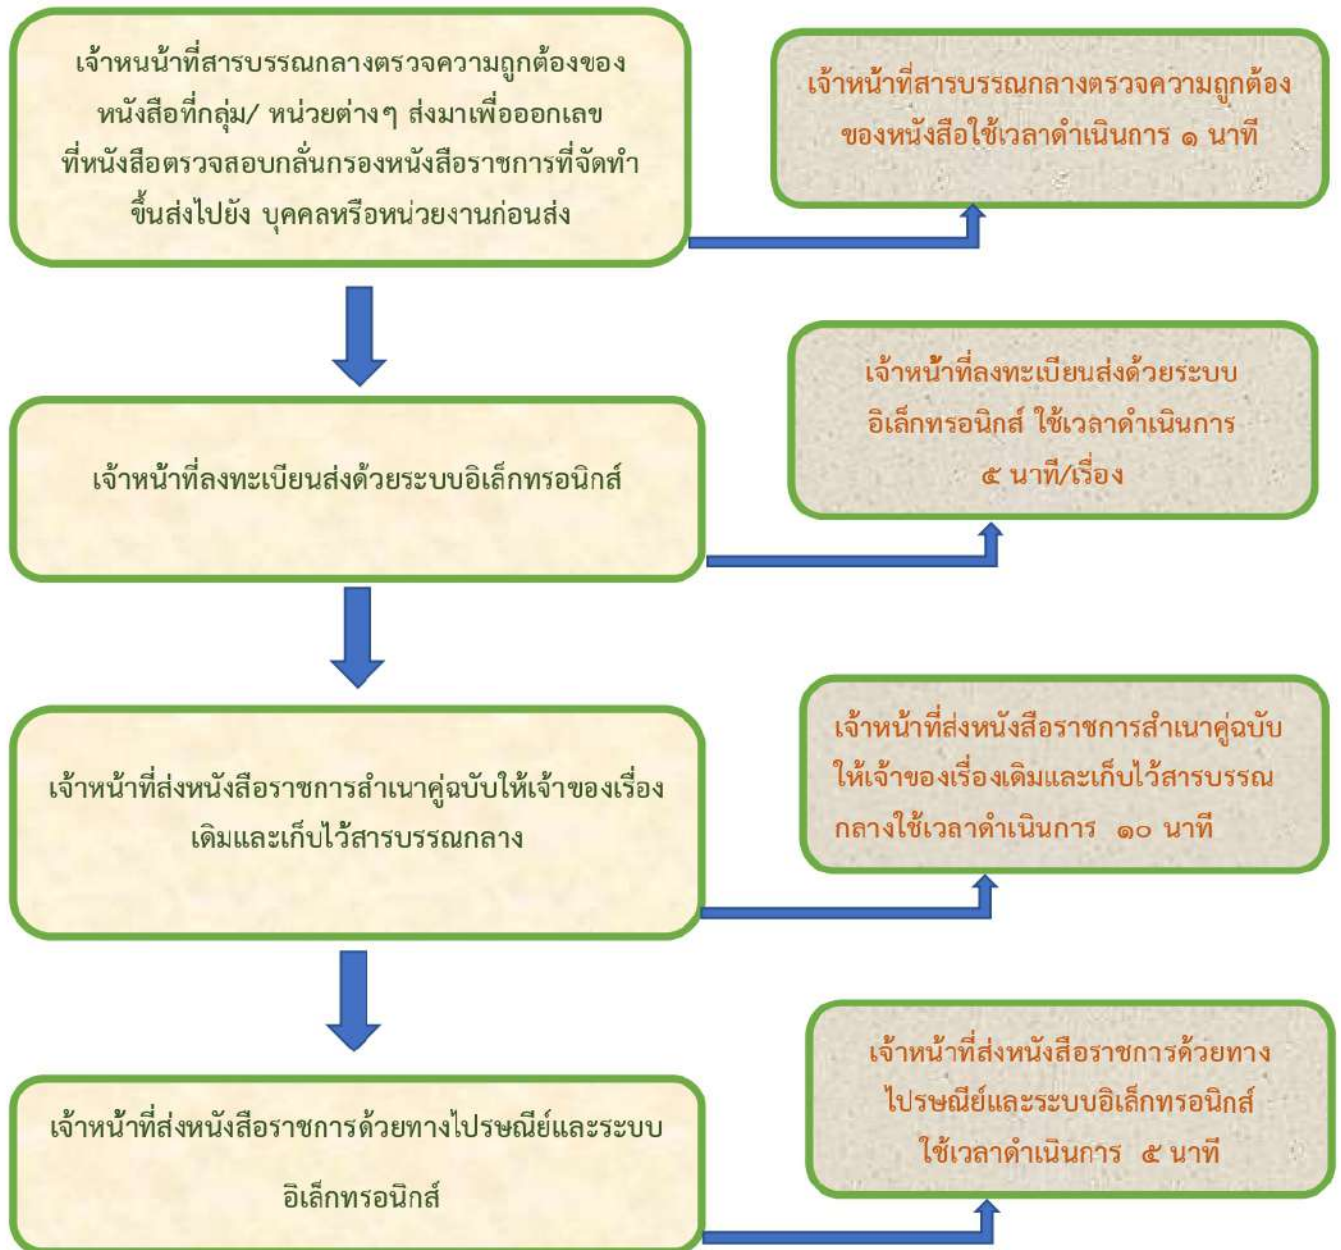 เจ้าหนน้าที่สารบรรณกลางตรวจความถูกต้องของ
หนังสือที่กลุ่ม/ หน่วยต่างๆ ส่งมาเพื่อออกเลข
ที่หนังสือตรวจสอบกลั่นกรองหนังสือราชการที่จัดทำ
ขึ้นส่งไปยัง บุคคลหรือหน่วยงานก่อนส่ง
เจ้าหน้าที่สารบรรณกลางตรวจความถูกต้อง
ของหนังสือใช้เวลาดำเนินการ ๑ นาที
เจ้าหน้าที่ลงทะเบียนส่งด้วยระบบอิเล็กทรอนิกส์
เจ้าหน้าที่ลงทะเบียนส่งด้วยระบบ
อิเล็กทรอนิกส์ ใช้เวลาดำเนินการ
๕ นาที/เรื่อง
เจ้าหน้าที่ส่งหนังสือราชการสำเนาคู่ฉบับให้เจ้าของเรื่อง
เดิมและเก็บไว้สารบรรณกลาง
เจ้าหน้าที่ส่งหนังสือราชการสำเนาคู่ฉบับ
ให้เจ้าของเรื่องเดิมและเก็บไว้สารบรรณ
กลางใช้เวลาดำเนินการ ๑๐ นาที
เจ้าหน้าที่ส่งหนังสือราชการด้วยทางไปรษณีย์และระบบ
อิเล็กทรอนิกส์
เจ้าหน้าที่ส่งหนังสือราชการด้วยทาง
ไปรษณีย์และระบบอิเล็กทรอนิกส์
ใช้เวลาดำเนินการ ๕ นาที